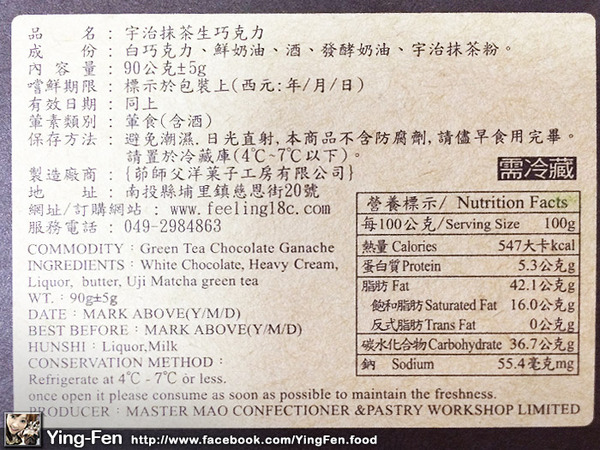 品　　名：宇治抹茶生巧克力
成　　份：白巧克力、鮮奶油、酒、發酵奶油、宇治抹茶粉。
內 容 量：90公克±5g
嚐鮮期限：標示於包裝上(西元:年/月/日)
有效日期：同上
葷素類別：葷食(含酒)
保存方法：避免潮濕.日光直射,本商品不含防腐劑,請儘早食用完畢。
請置於冷藏庫(4℃~7℃以下)。
需冷藏
製造廠商：{茆師父洋菓子工房有限公司}
地　　址：南投縣埔里鎮慈恩街20號
網址/訂購網站：www.feeling18c.com
服務電話：049-2984863
營養標示/ Nutrition Facts
每100公克/Serving Size 100g
熱量 Calories 547大卡kcal
蛋白質Protein 5.3公克g
脂肪 Fat 42.1公克g
飽和脂肪 Saturated Fat 16.0公克g
反式脂肪 Trans Fat 0公克g
碳水化合物 Carbohydrate 36.7公克g
鈉 Sodium 55.4毫克mg
COMMODITY：Green Tea Chocolate Ganache
INGREDIENTS：White Chocolate, Heavy Cream,
Liquor, butter, Uji Matcha green tea
WT.：90g±5g
DATE：MARK ABOVE(Y/M/D)
BEST BEFORE：MARK ABOVE(Y/M/D)
HUNSHI：Liquor,Milk
CONSERVATION METHOD：
Refrigerate at 4℃ - 7℃ or less.
once open it please consume as soon as possible to maintain the freshness.
PRODUCER：MASTER MAO CONFECTIONER &PASTRY WORKSHOP LIMITED
Ying-Fen http://www.facebook.com/YingFen.food